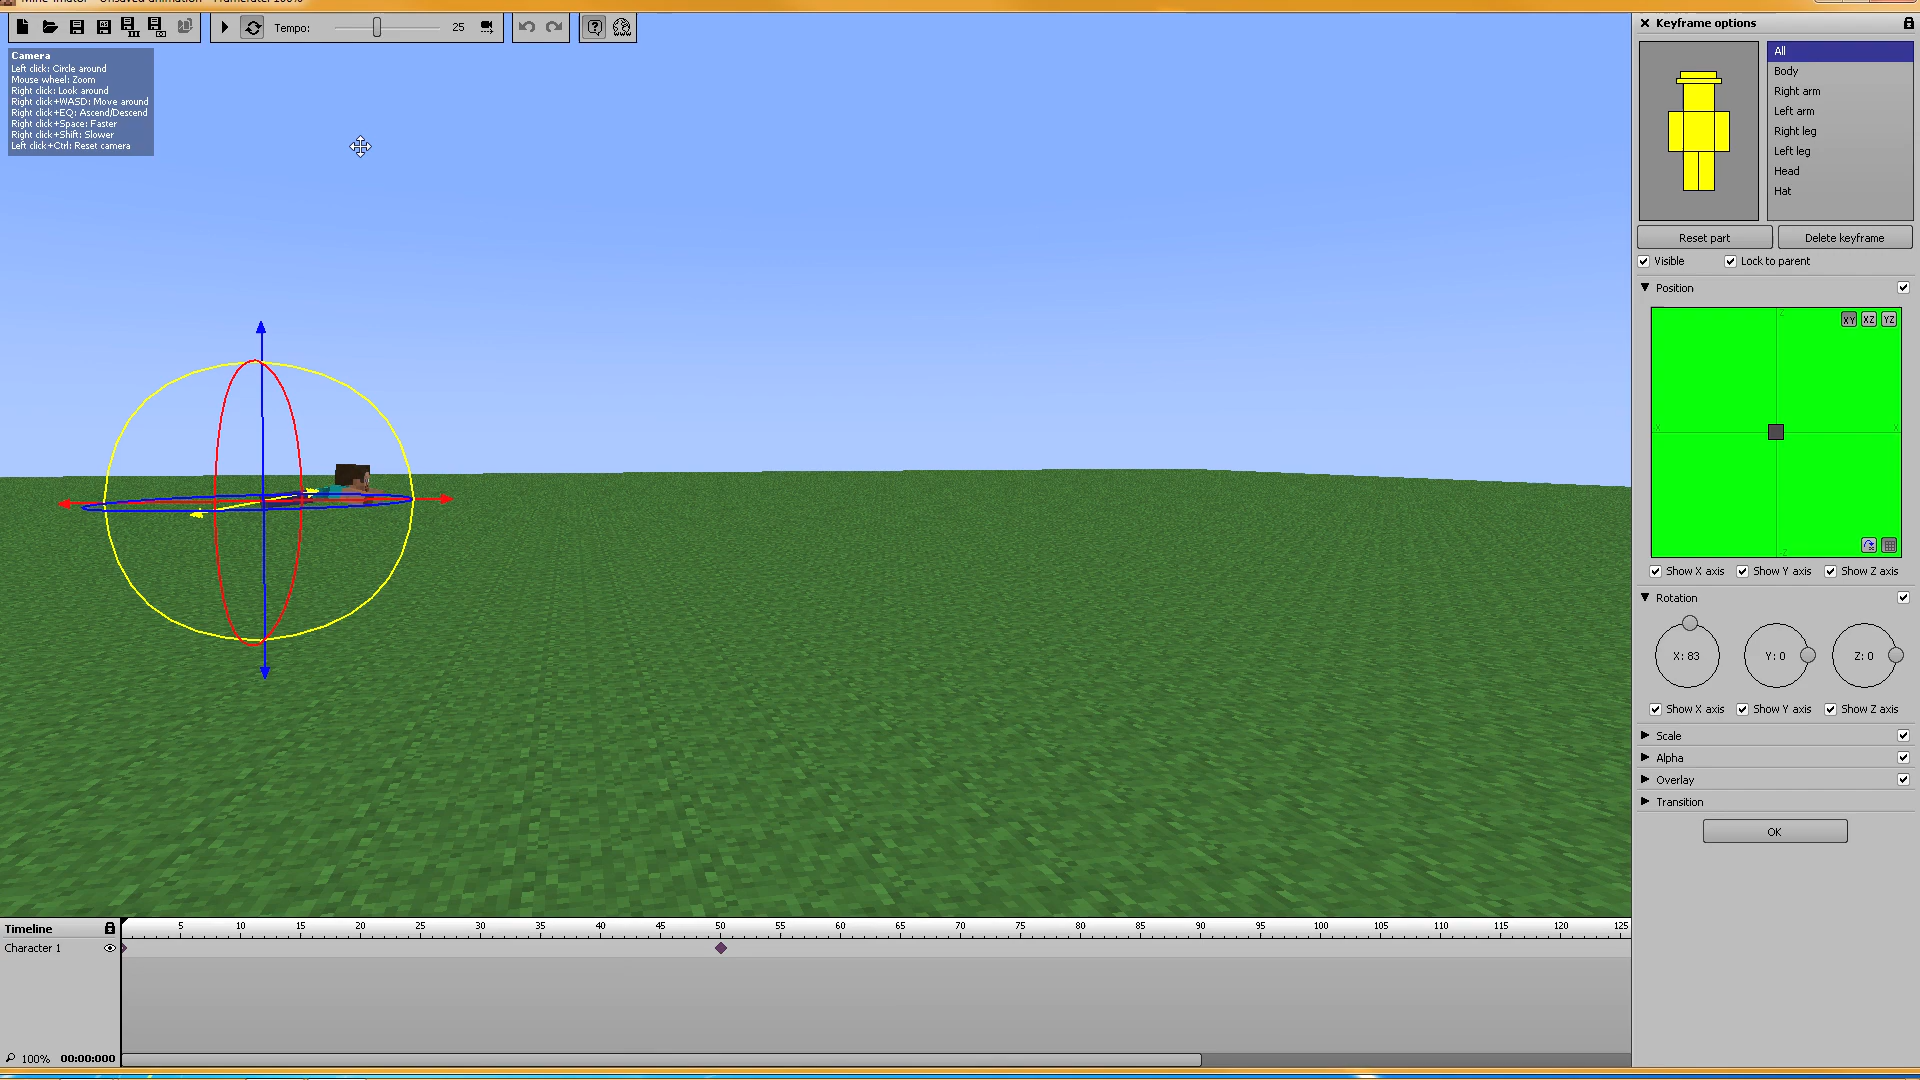 Mine-imator - Unsaved animation - Framerate: 100%
Tempo:
25
Camera
Left click: Circle around
Mouse wheel: Zoom
Right click: Look around
Right click+WASD: Move around
Right click+EQ: Ascend/Descend
Right click+Space: Faster
Right click+Shift: Slower
Left click+Ctrl: Reset camera
Keyframe options
All
Body
Right arm
Left arm
Right leg
Left leg
Head
Hat
Reset part
Delete keyframe
Visible
Lock to parent
Position
XY XZ YZ
Z
X X
-Z
Show X axis Show Y axis Show Z axis
Rotation
X: 83 Y: 0 Z: 0
Show X axis Show Y axis Show Z axis
Scale
Alpha
Overlay
Transition
OK
Timeline
5 10 15 20 25 30 35 40 45 50 55 60 65 70 75 80 85 90 95 100 105 110 115 120 125
Character 1
100% 00:00:000